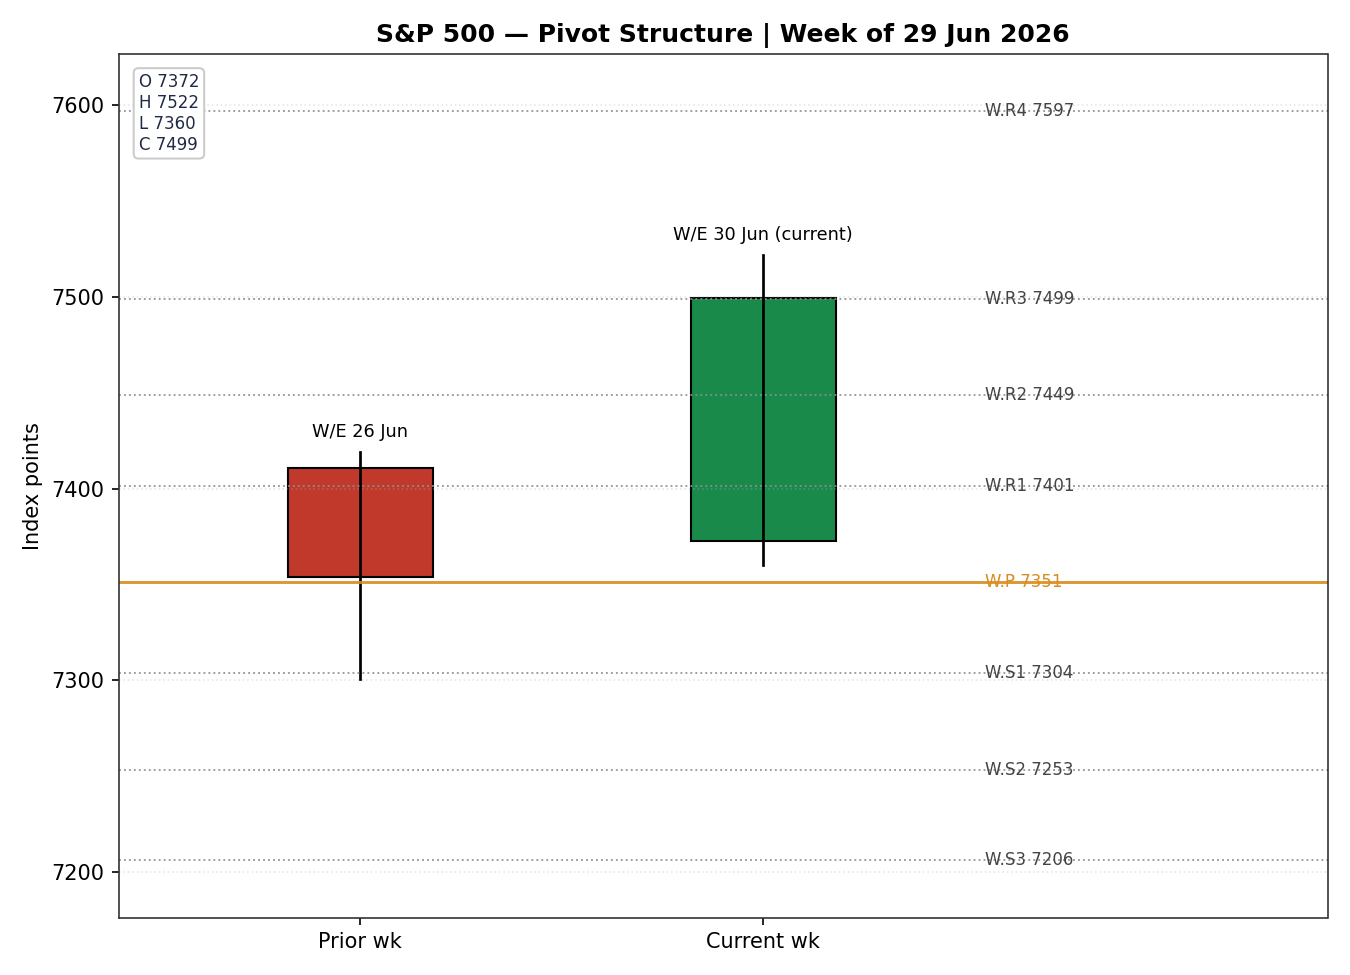 S&P 500 — Pivot Structure | Week of 29 Jun 2026
O 7372
H 7522
L 7360
C 7499
7600
7500
7400
7300
7200
Index points
W/E 26 Jun
W/E 30 Jun (current)
W.R4 7597
W.R3 7499
W.R2 7449
W.R1 7401
W.P 7351
W.S1 7304
W.S2 7253
W.S3 7206
Prior wk
Current wk